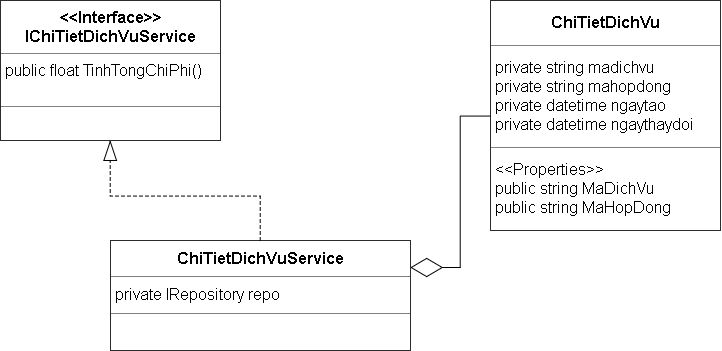 <<Interface>>
IChiTietDichVuService
public float TinhTongChiPhi()
ChiTietDichVu
private string madichvu
private string mahopdong
private datetime ngaytao
private datetime ngaythaydoi
<<Properties>>
public string MaDichVu
public string MaHopDong
ChiTietDichVuService
private IRepository repo